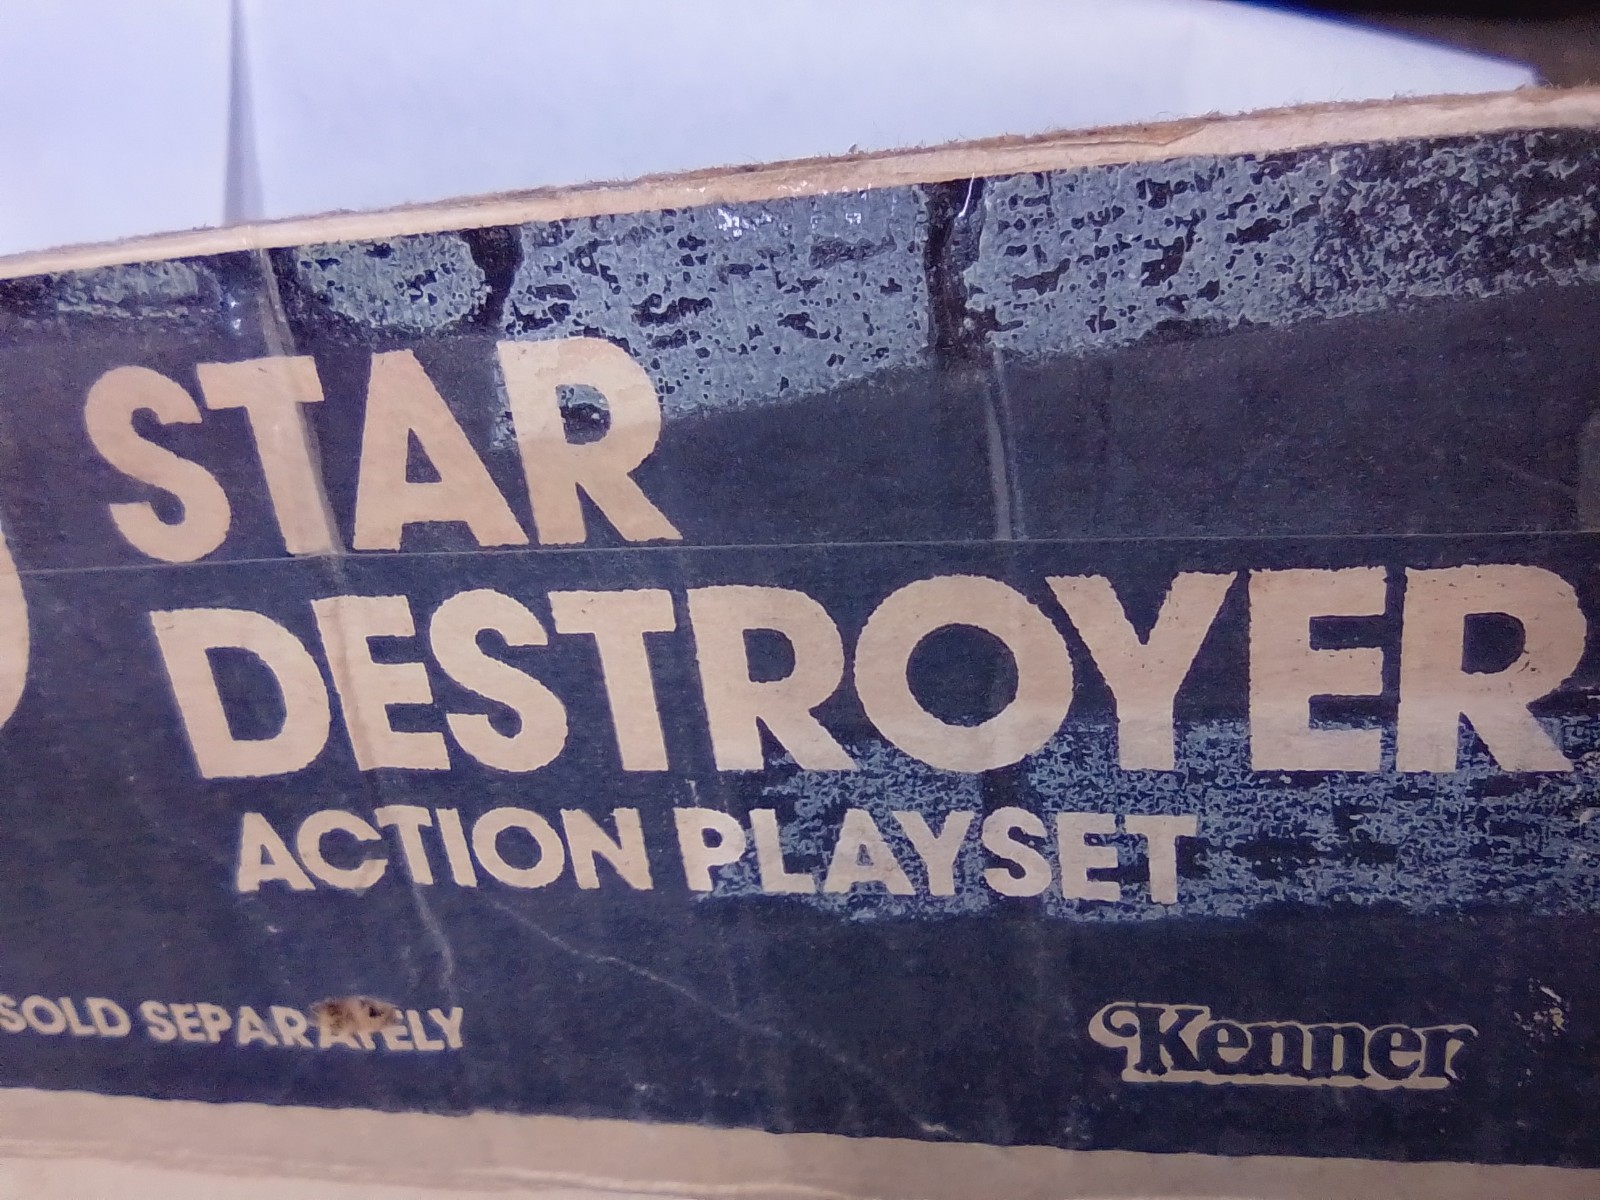 STAR
DESTROYER
ACTION PLAYSET
SOLD SEPARATELY
Kenner